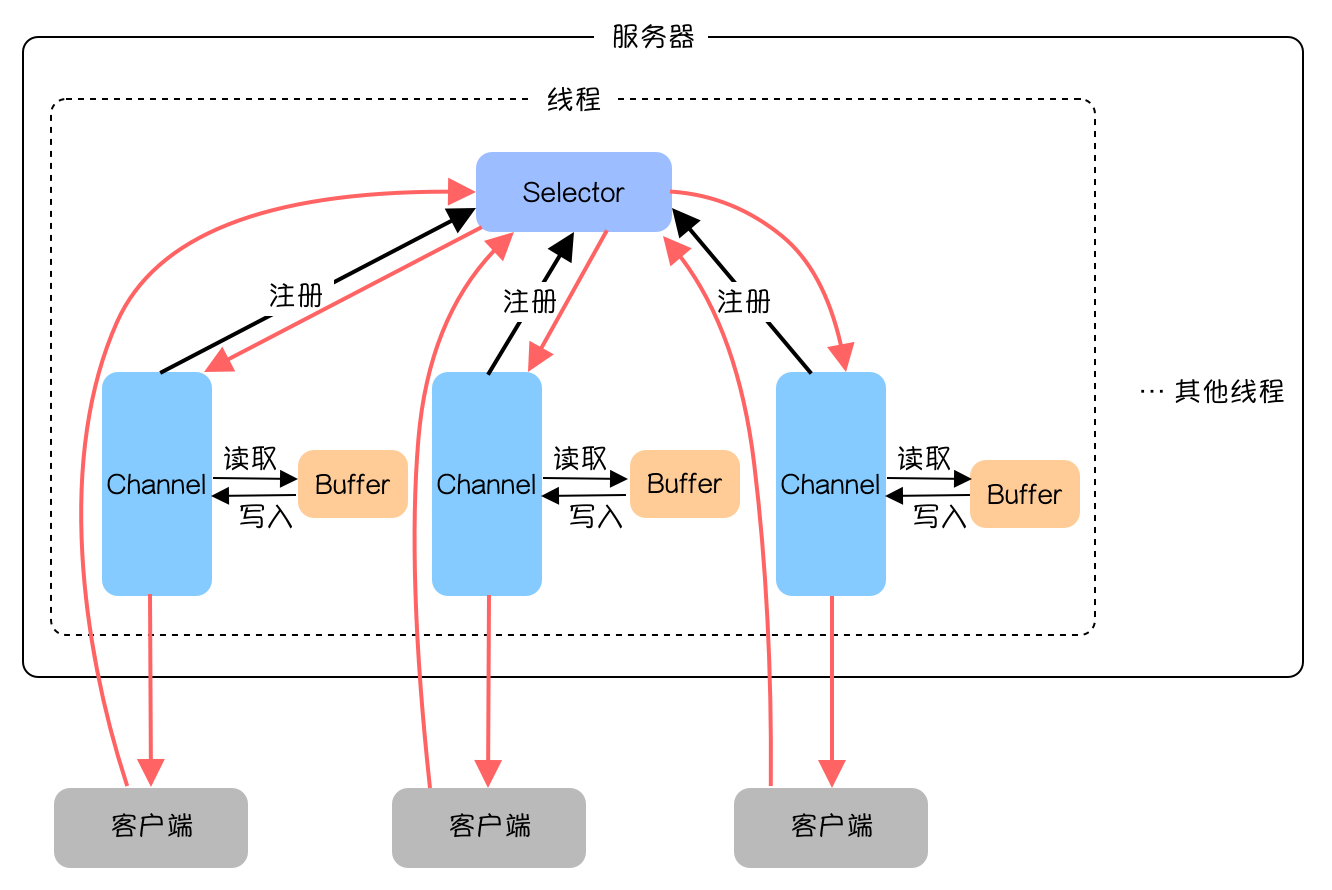 服务器
线程
Selector
注册
注册
注册
… 其他线程
读取
读取
读取
Channel
Buffer
Channel
Buffer
Channel
Buffer
写入
写入
写入
客户端
客户端
客户端